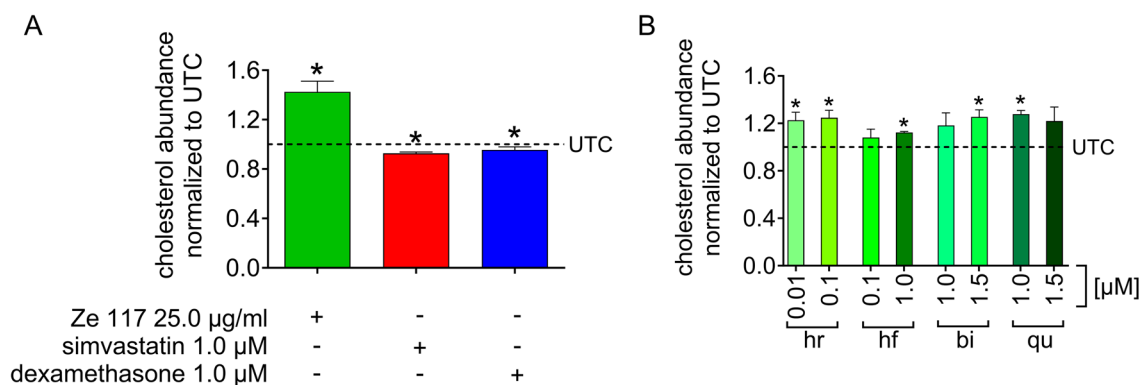 A
cholesterol abundance
normalized to UTC
1.6
1.2
0.8
0.4
0.0
* * *
UTC
Ze 117 25.0 µg/ml + - -
simvastatin 1.0 µM - + -
dexamethasone 1.0 µM - - +
B
cholesterol abundance
normalized to UTC
1.6
1.2
0.8
0.4
0.0
* * * * *
UTC
0.01 0.1 0.1 1.0 1.0 1.5 1.0 1.5 [µM]
hr hf bi qu